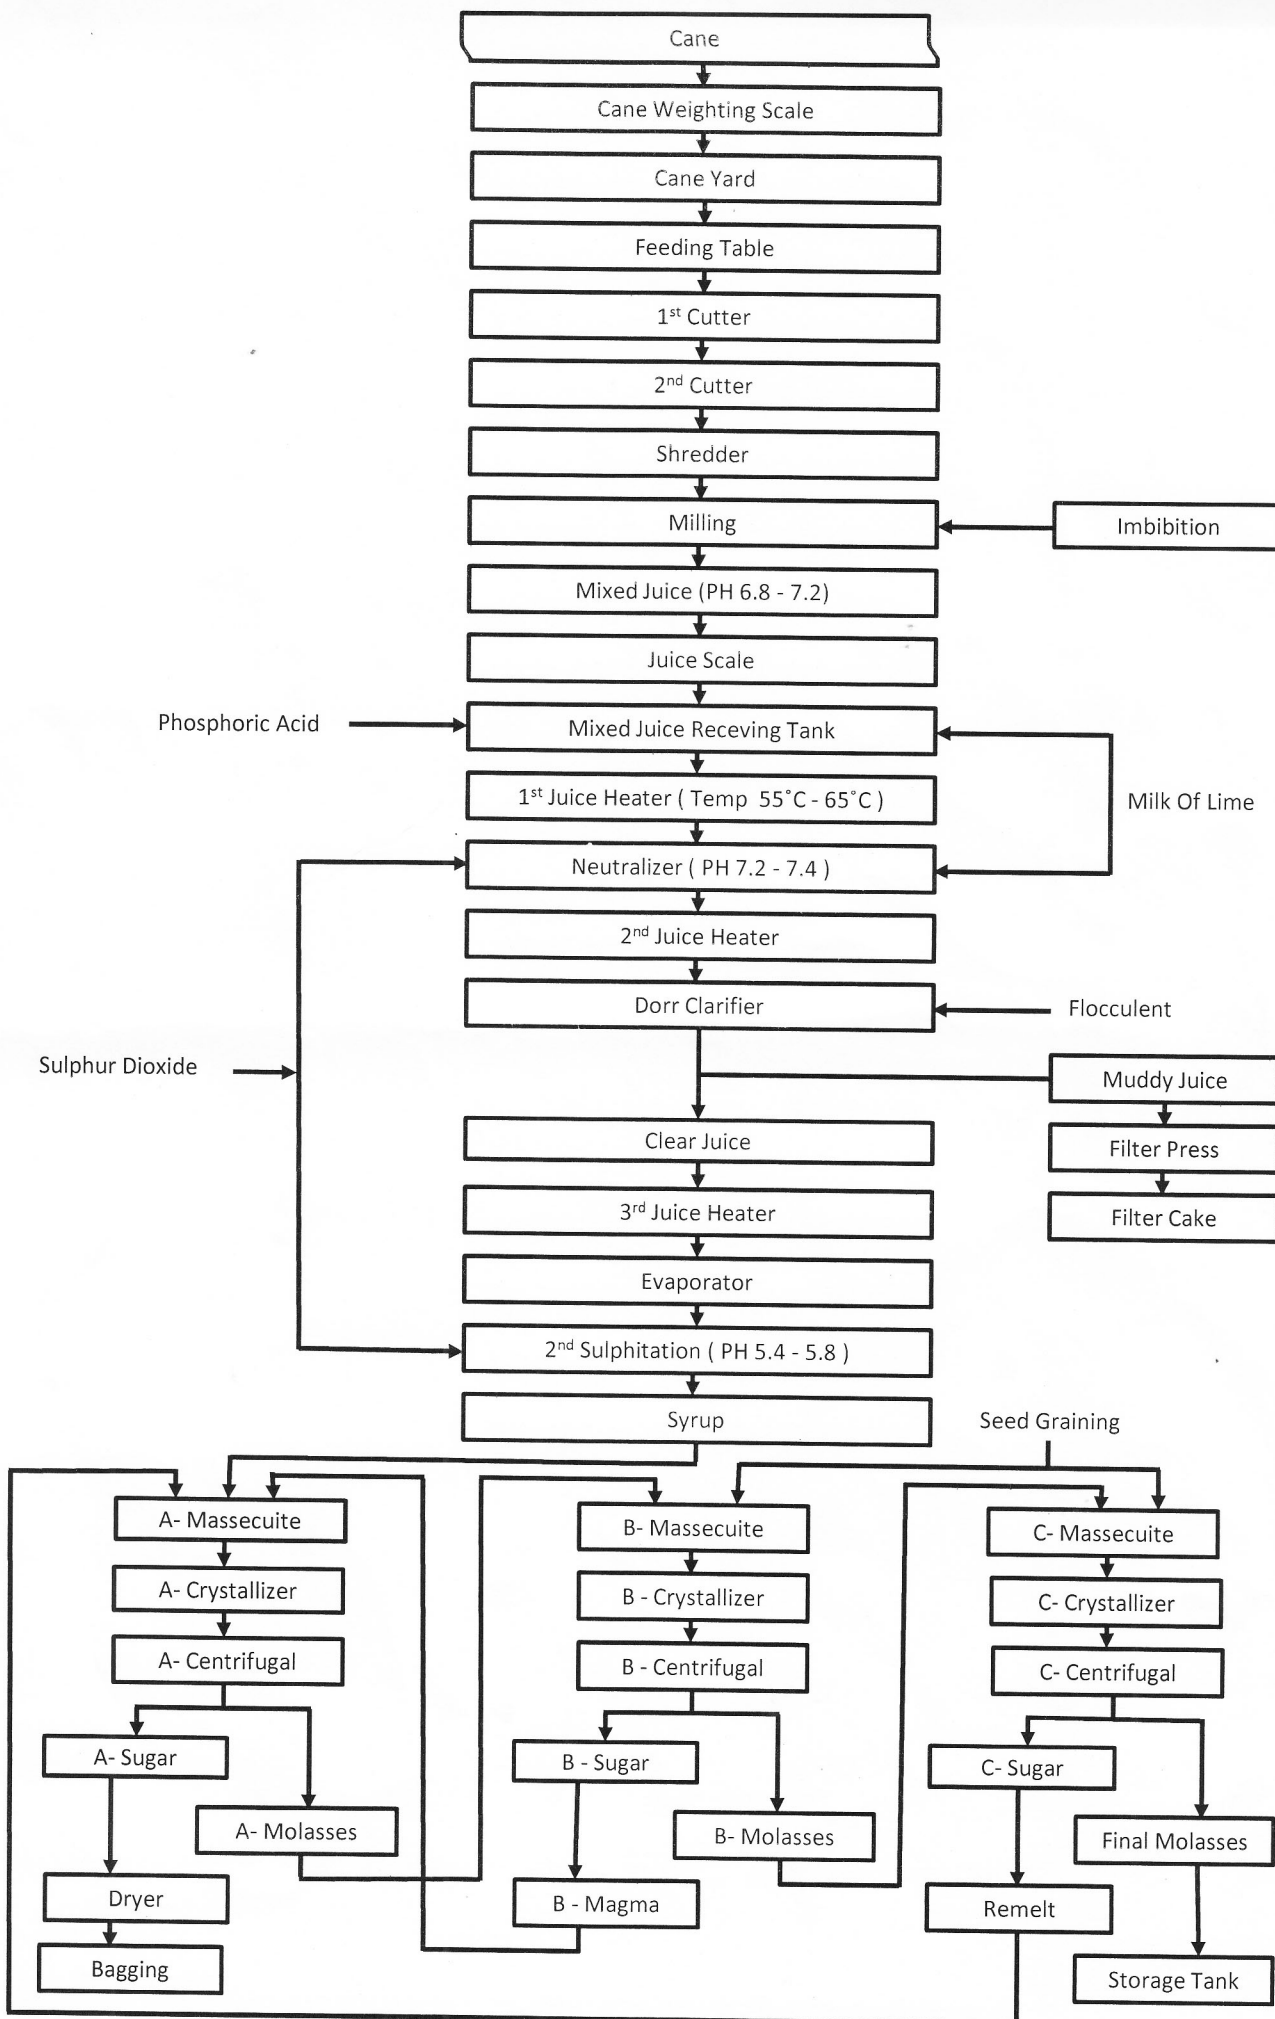 Cane
Cane Weighting Scale
Cane Yard
Feeding Table
1st Cutter
2nd Cutter
Shredder
Milling
Imbibition
Mixed Juice (PH 6.8 - 7.2)
Juice Scale
Phosphoric Acid
Mixed Juice Receving Tank
1st Juice Heater ( Temp 55°C - 65°C )
Milk Of Lime
Neutralizer ( PH 7.2 - 7.4 )
2nd Juice Heater
Dorr Clarifier
Flocculent
Sulphur Dioxide
Muddy Juice
Clear Juice
Filter Press
3rd Juice Heater
Filter Cake
Evaporator
2nd Sulphitation ( PH 5.4 - 5.8 )
Syrup
Seed Graining
A- Massecuite
B- Massecuite
C- Massecuite
A- Crystallizer
B - Crystallizer
C- Crystallizer
A- Centrifugal
B - Centrifugal
C- Centrifugal
A- Sugar
B - Sugar
C- Sugar
A- Molasses
B- Molasses
Final Molasses
Dryer
B - Magma
Remelt
Bagging
Storage Tank